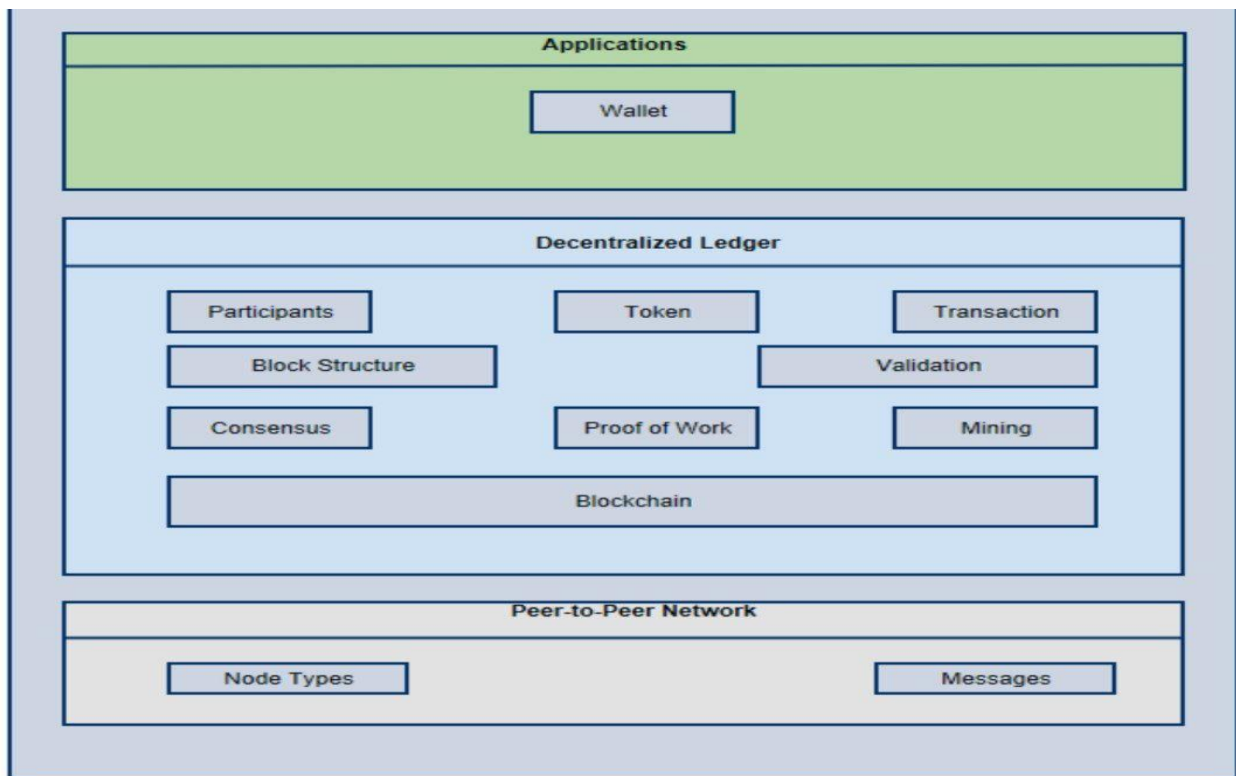 Applications
Wallet
Decentralized Ledger
Participants Token Transaction
Block Structure Validation
Consensus Proof of Work Mining
Blockchain
Peer-to-Peer Network
Node Types Messages